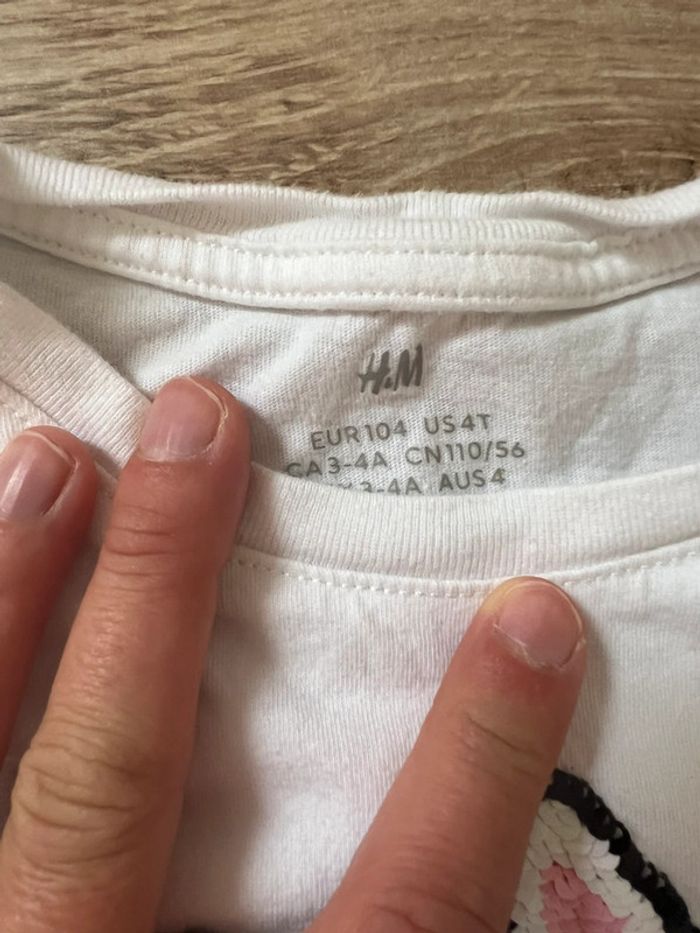 H&M
EUR104 US4T
CA3-4A CN110/56
3-4A AUS4